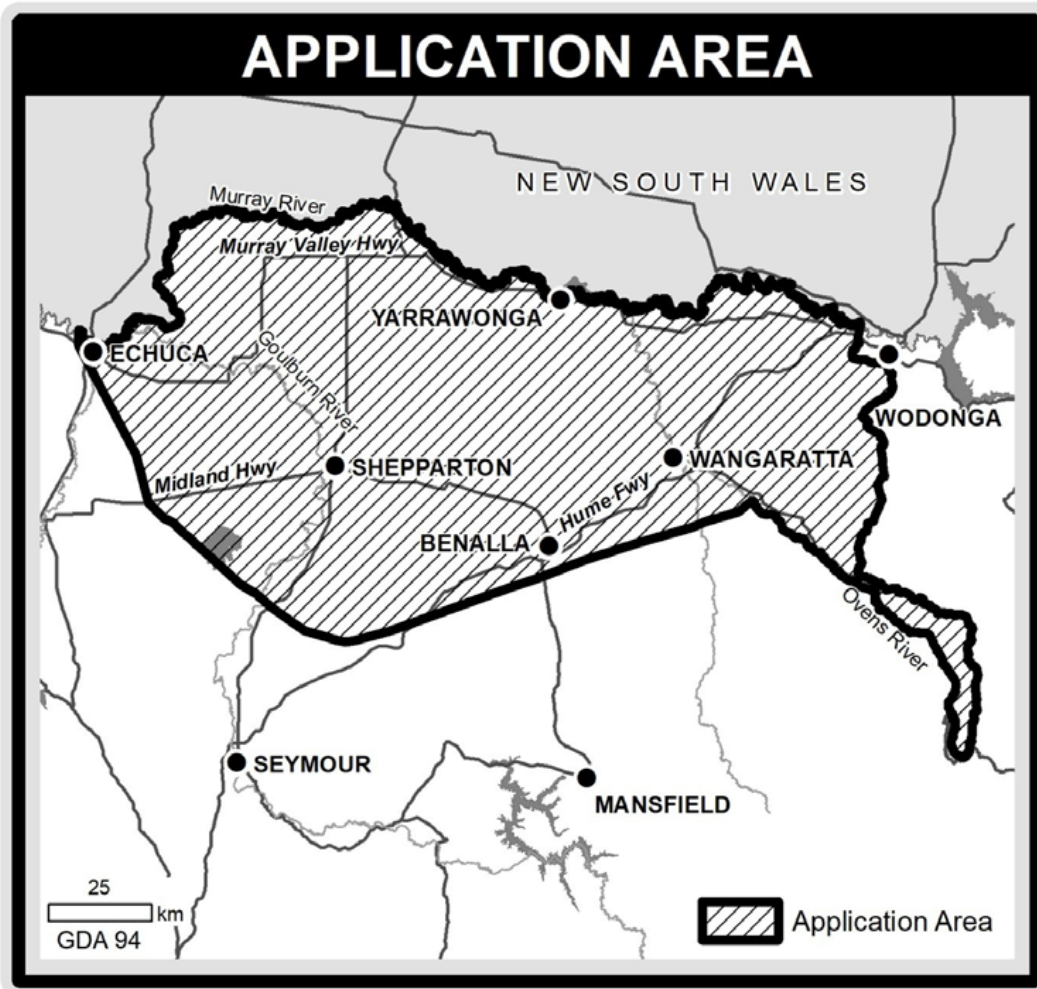 APPLICATION AREA
NEW SOUTH WALES
Murray River
Murray Valley Hwy
YARRAWONGA
ECHUCA
Goulburn River
WODONGA
Midland Hwy
SHEPPARTON
WANGARATTA
Hume Fwy
BENALLA
Ovens River
SEYMOUR
MANSFIELD
25
km
GDA 94
Application Area